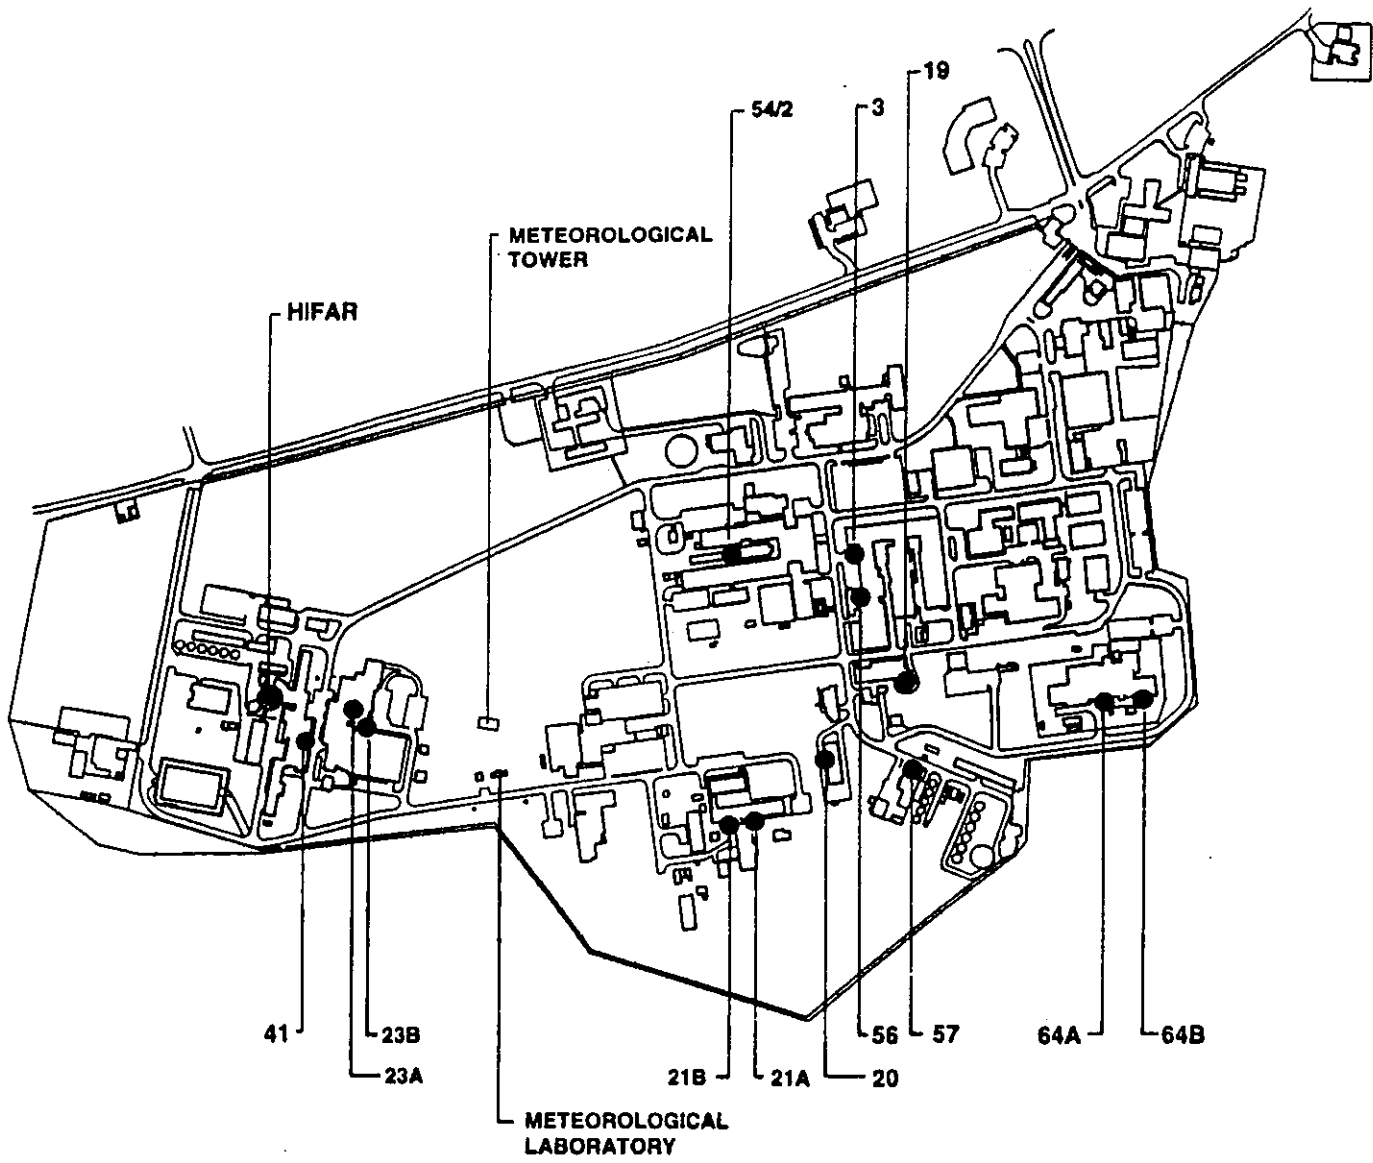 19
54/2
3
METEOROLOGICAL
TOWER
HIFAR
41
23B
23A
56
57
64A
64B
21B
21A
20
METEOROLOGICAL
LABORATORY